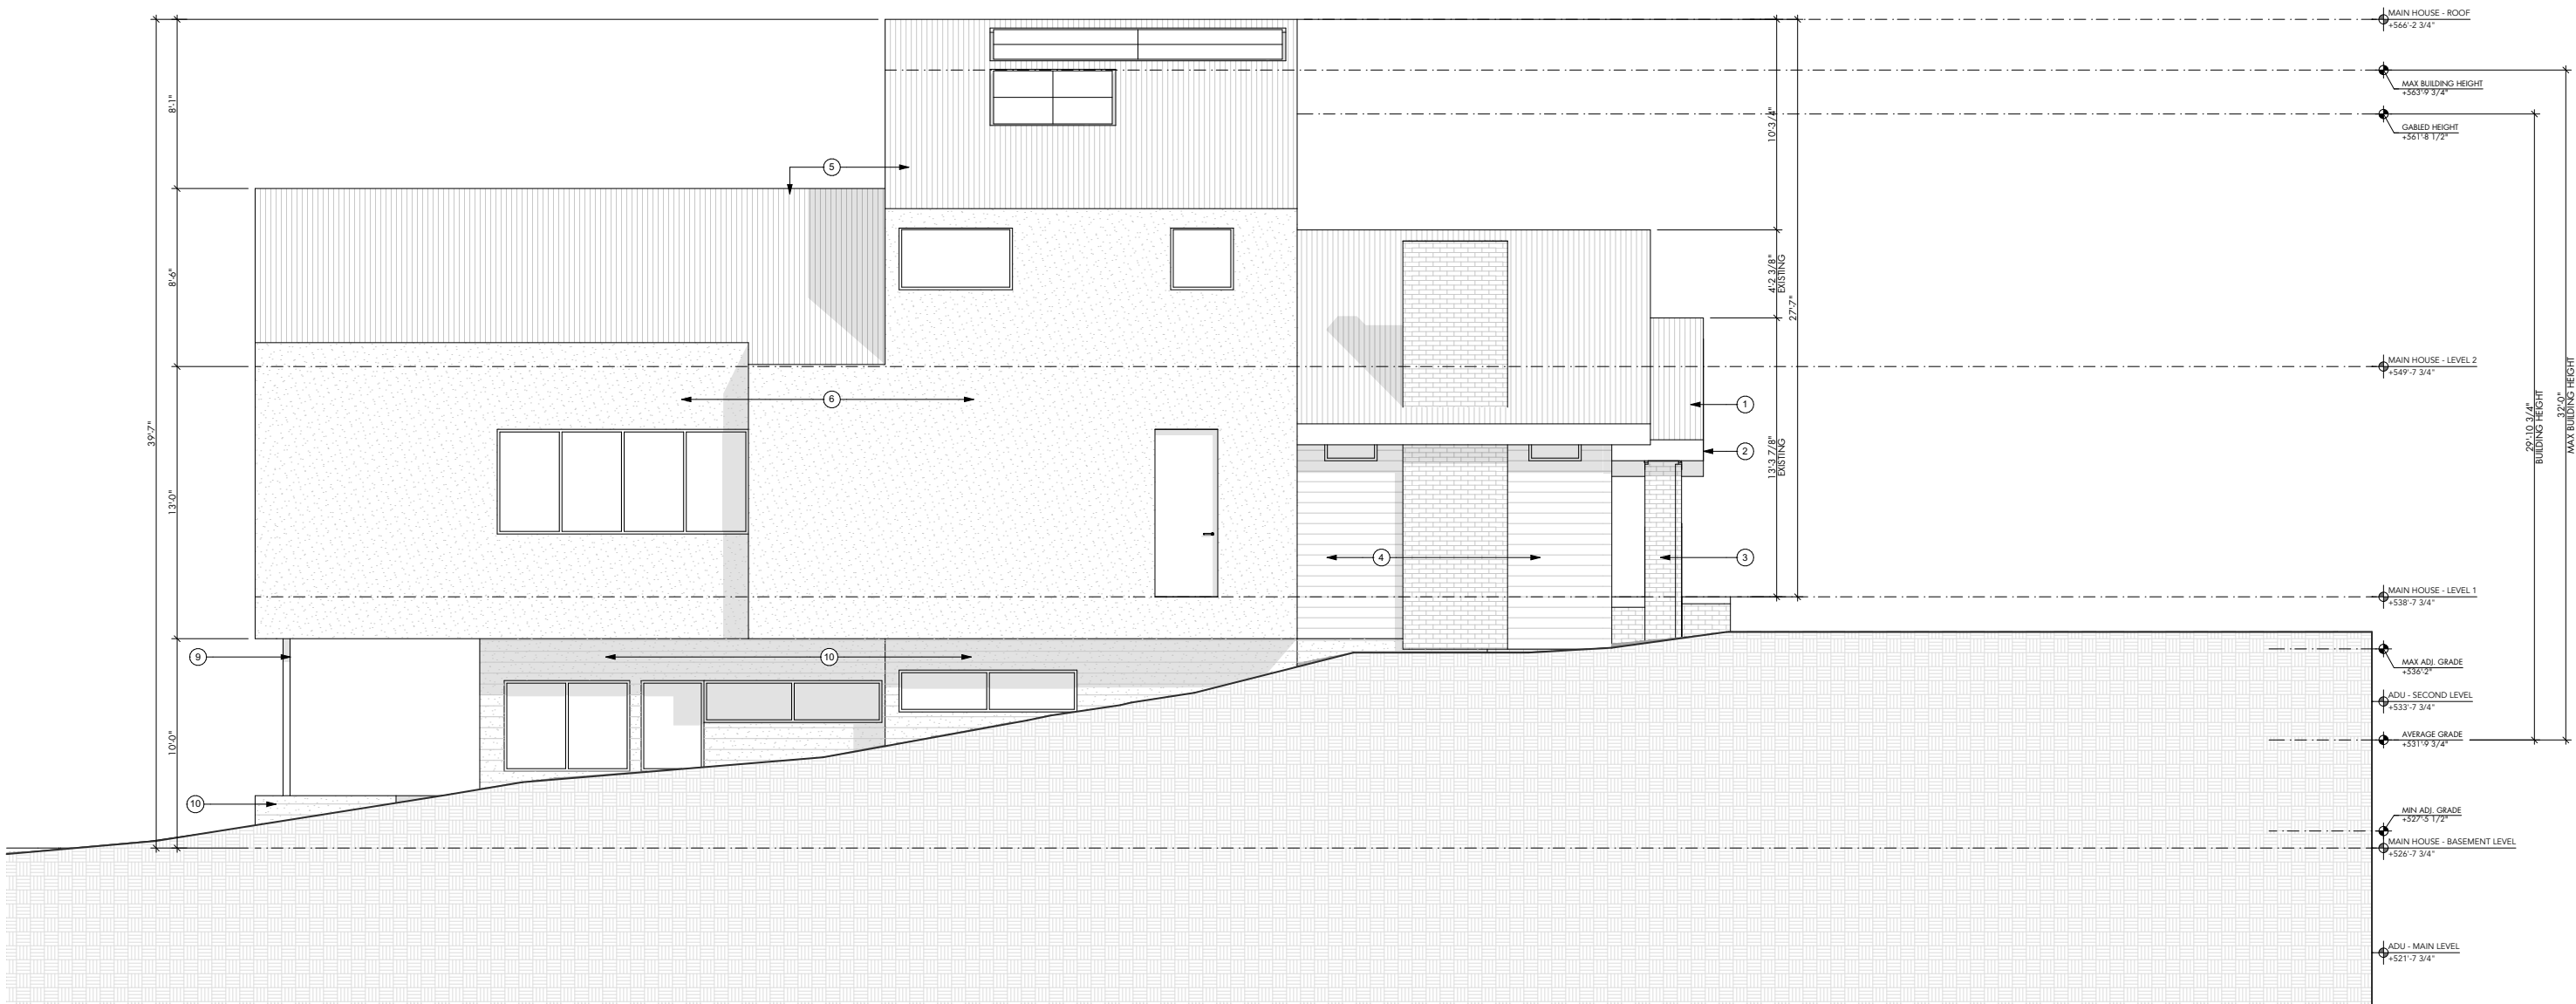 MAIN HOUSE - ROOF
+566'-2 3/4"
MAX BUILDING HEIGHT
+563'-9 3/4"
GABLED HEIGHT
+561'-8 1/2"
8'-1"
10'-3/4"
5
8'-6"
4'-2 3/8"
EXISTING
27'-7"
MAIN HOUSE - LEVEL 2
+549'-7 3/4"
6
1
39'-7"
2
13'-3 7/8"
EXISTING
29'-10 3/4"
BUILDING HEIGHT
32'-0"
MAX BUILDING HEIGHT
13'-0"
4
3
MAIN HOUSE - LEVEL 1
+538'-7 3/4"
9
10
MAX ADJ. GRADE
+536'-2"
ADU - SECOND LEVEL
+533'-7 3/4"
10'-0"
AVERAGE GRADE
+531'-9 3/4"
10
MIN ADJ. GRADE
+527'-5 1/2"
MAIN HOUSE - BASEMENT LEVEL
+526'-7 3/4"
ADU - MAIN LEVEL
+521'-7 3/4"